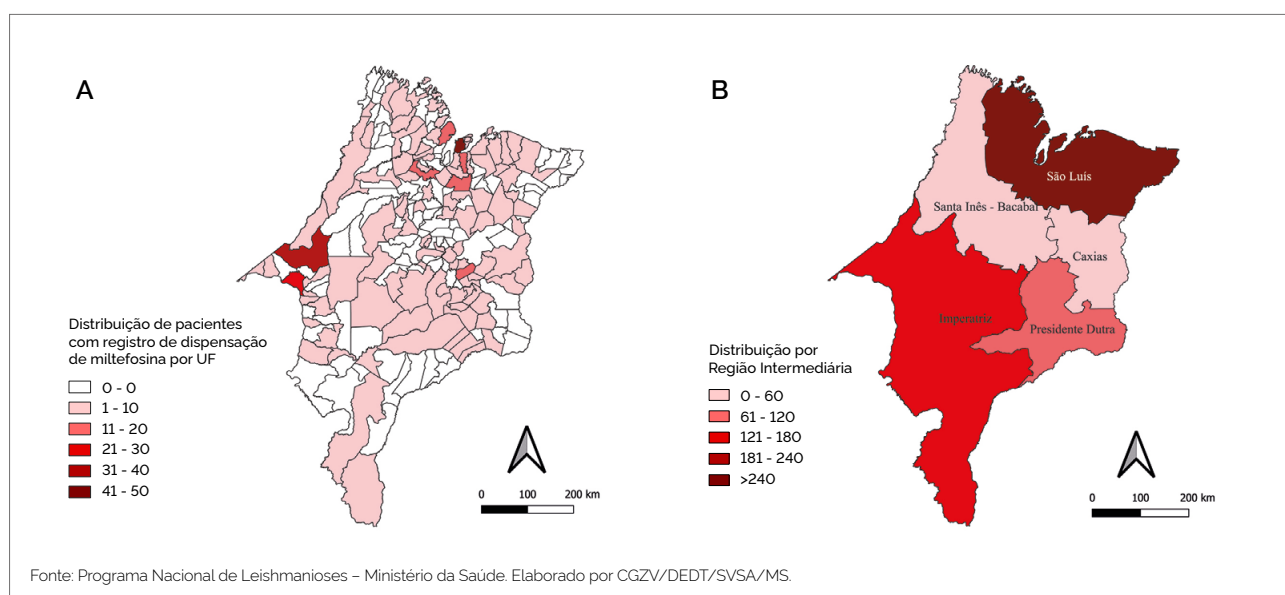 A
Distribuição de pacientes
com registro de dispensação
de miltefosina por UF
0 - 0
1 - 10
11 - 20
21 - 30
31 - 40
41 - 50
0 100 200 km
B
São Luís
Santa Inês - Bacabal
Caxias
Imperatriz
Presidente Dutra
Distribuição por
Região Intermediária
0 - 60
61 - 120
121 - 180
181 - 240
>240
0 100 200 km
Fonte: Programa Nacional de Leishmanioses – Ministério da Saúde. Elaborado por CGZV/DEDT/SVSA/MS.